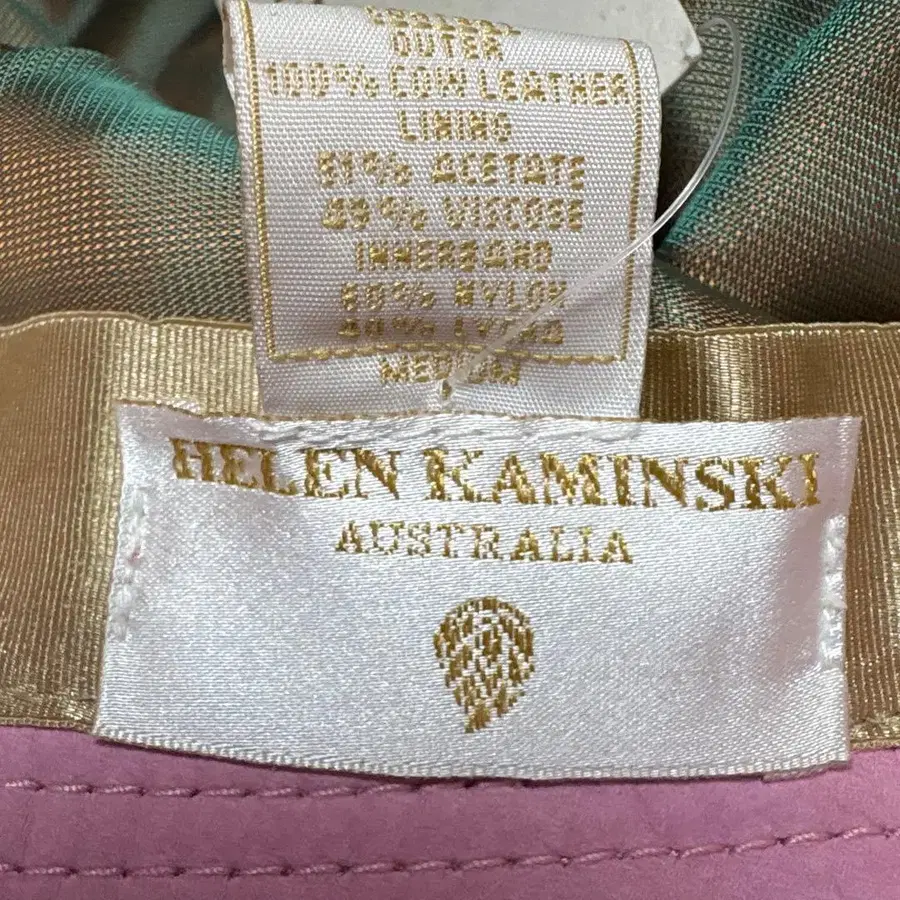 OUTER
100% COW LEATHER
LINING
51% ACETATE
49% VISCOSE
INNERBAND
60% NYLON
40% LYCRA
MEDIUM
HELEN KAMINSKI
AUSTRALIA